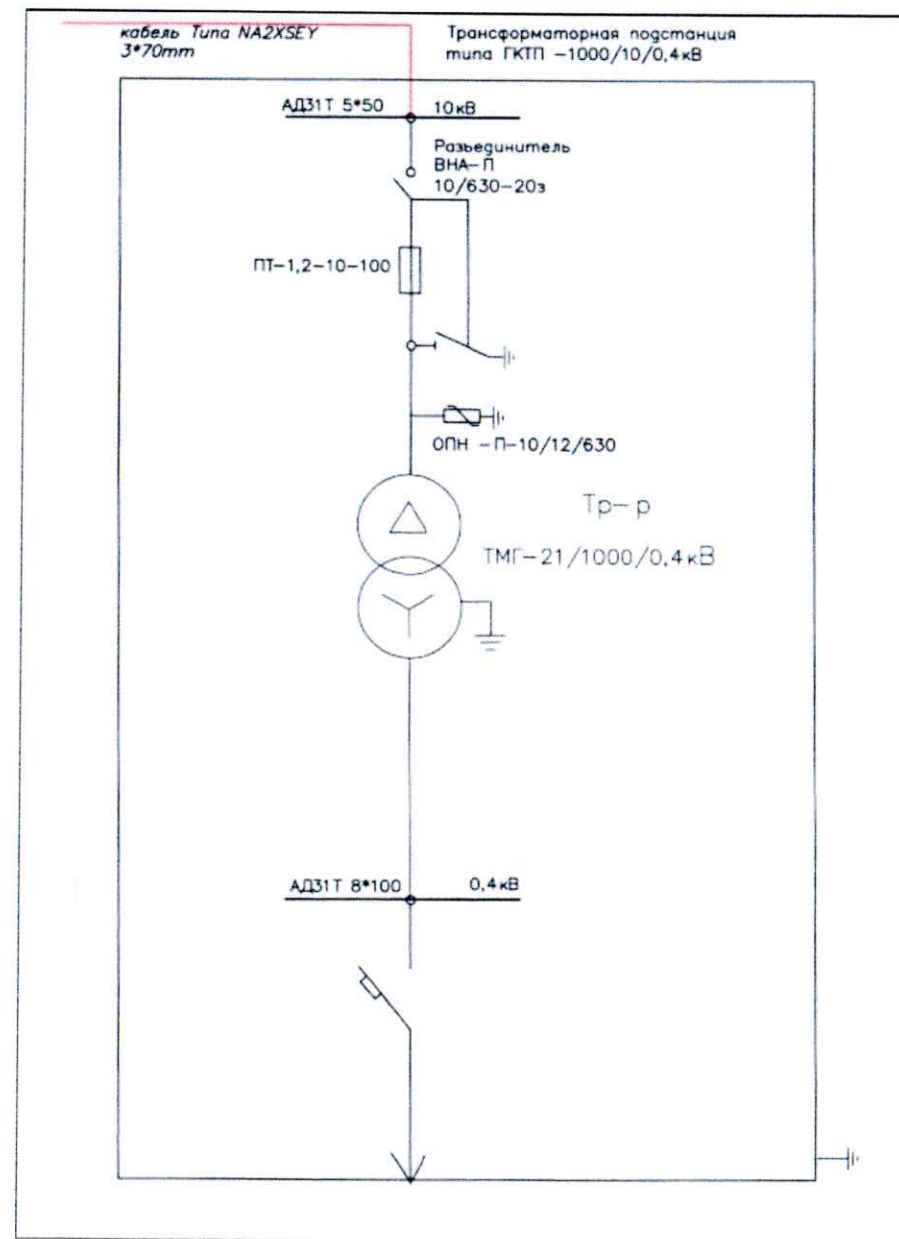 кабель Типа NA2XSEY
3*70mm
Трансформаторная подстанция
типа ГКТП -1000/10/0,4кВ
АД31Т 5*50
10кВ
Разъединитель
ВНА-П
10/630-20з
ПТ-1,2-10-100
ОПН -П-10/12/630
Тр-р
ТМГ-21/1000/0,4кВ
АД31Т 8*100
0,4кВ